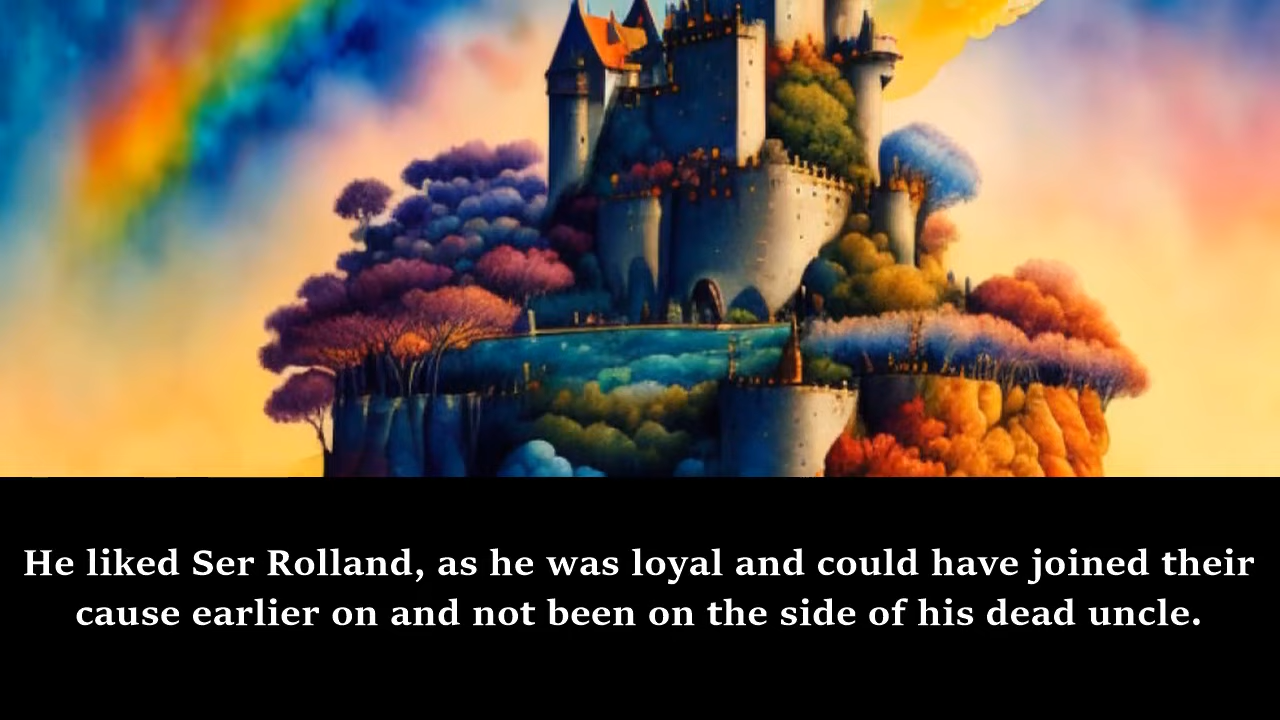 He liked Ser Rolland, as he was loyal and could have joined their
cause earlier on and not been on the side of his dead uncle.